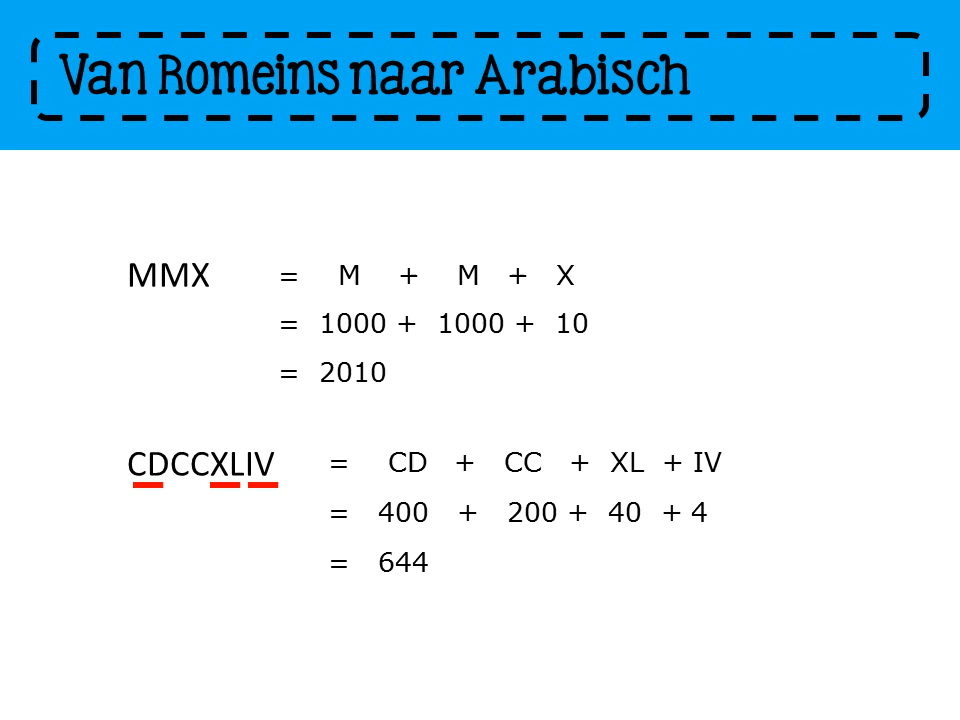 Van Romeins naar Arabisch
MMX = M + M + X
= 1000 + 1000 + 10
= 2010
CDCCXLIV = CD + CC + XL + IV
= 400 + 200 + 40 + 4
= 644